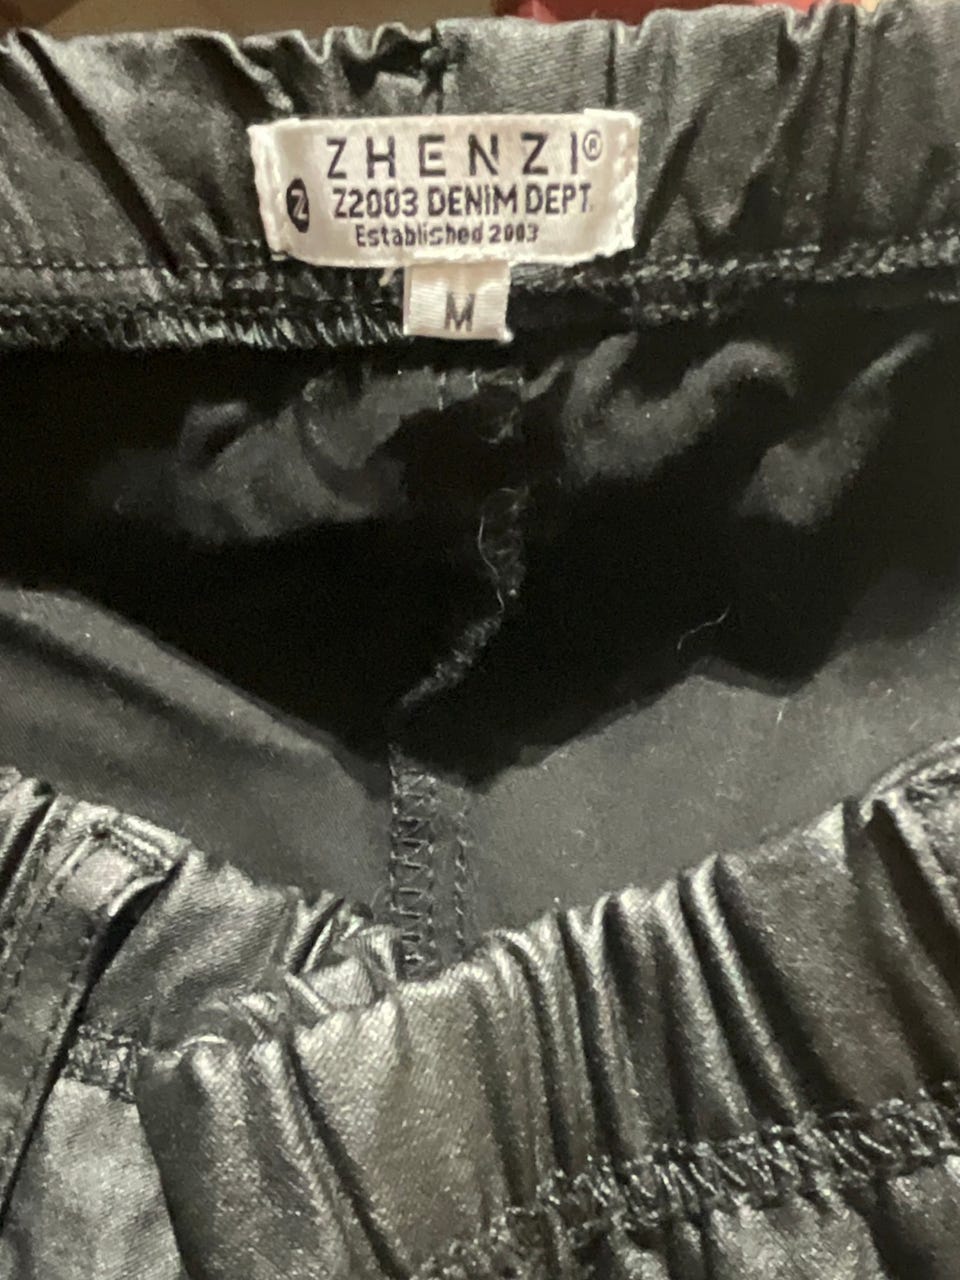 ZHENZI®
Z
Z2003 DENIM DEPT.
Established 2003
M